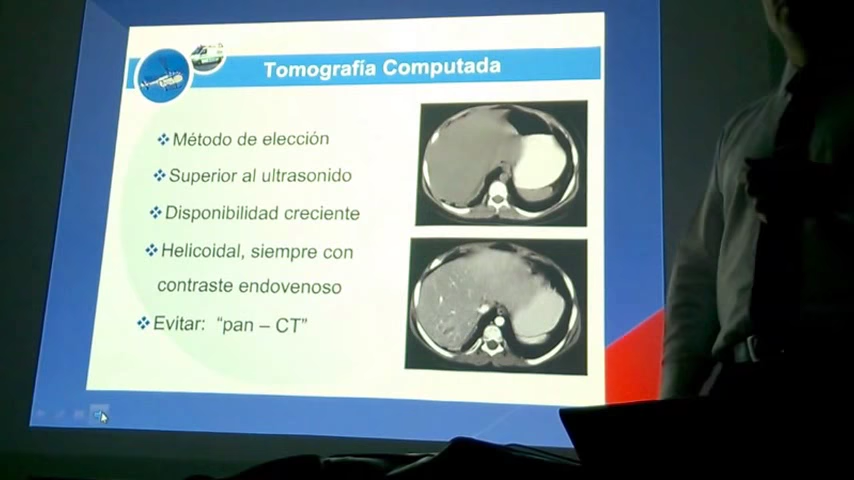 Tomografía Computada
Método de elección
Superior al ultrasonido
Disponibilidad creciente
Helicoidal, siempre con
contraste endovenoso
Evitar: “pan – CT”